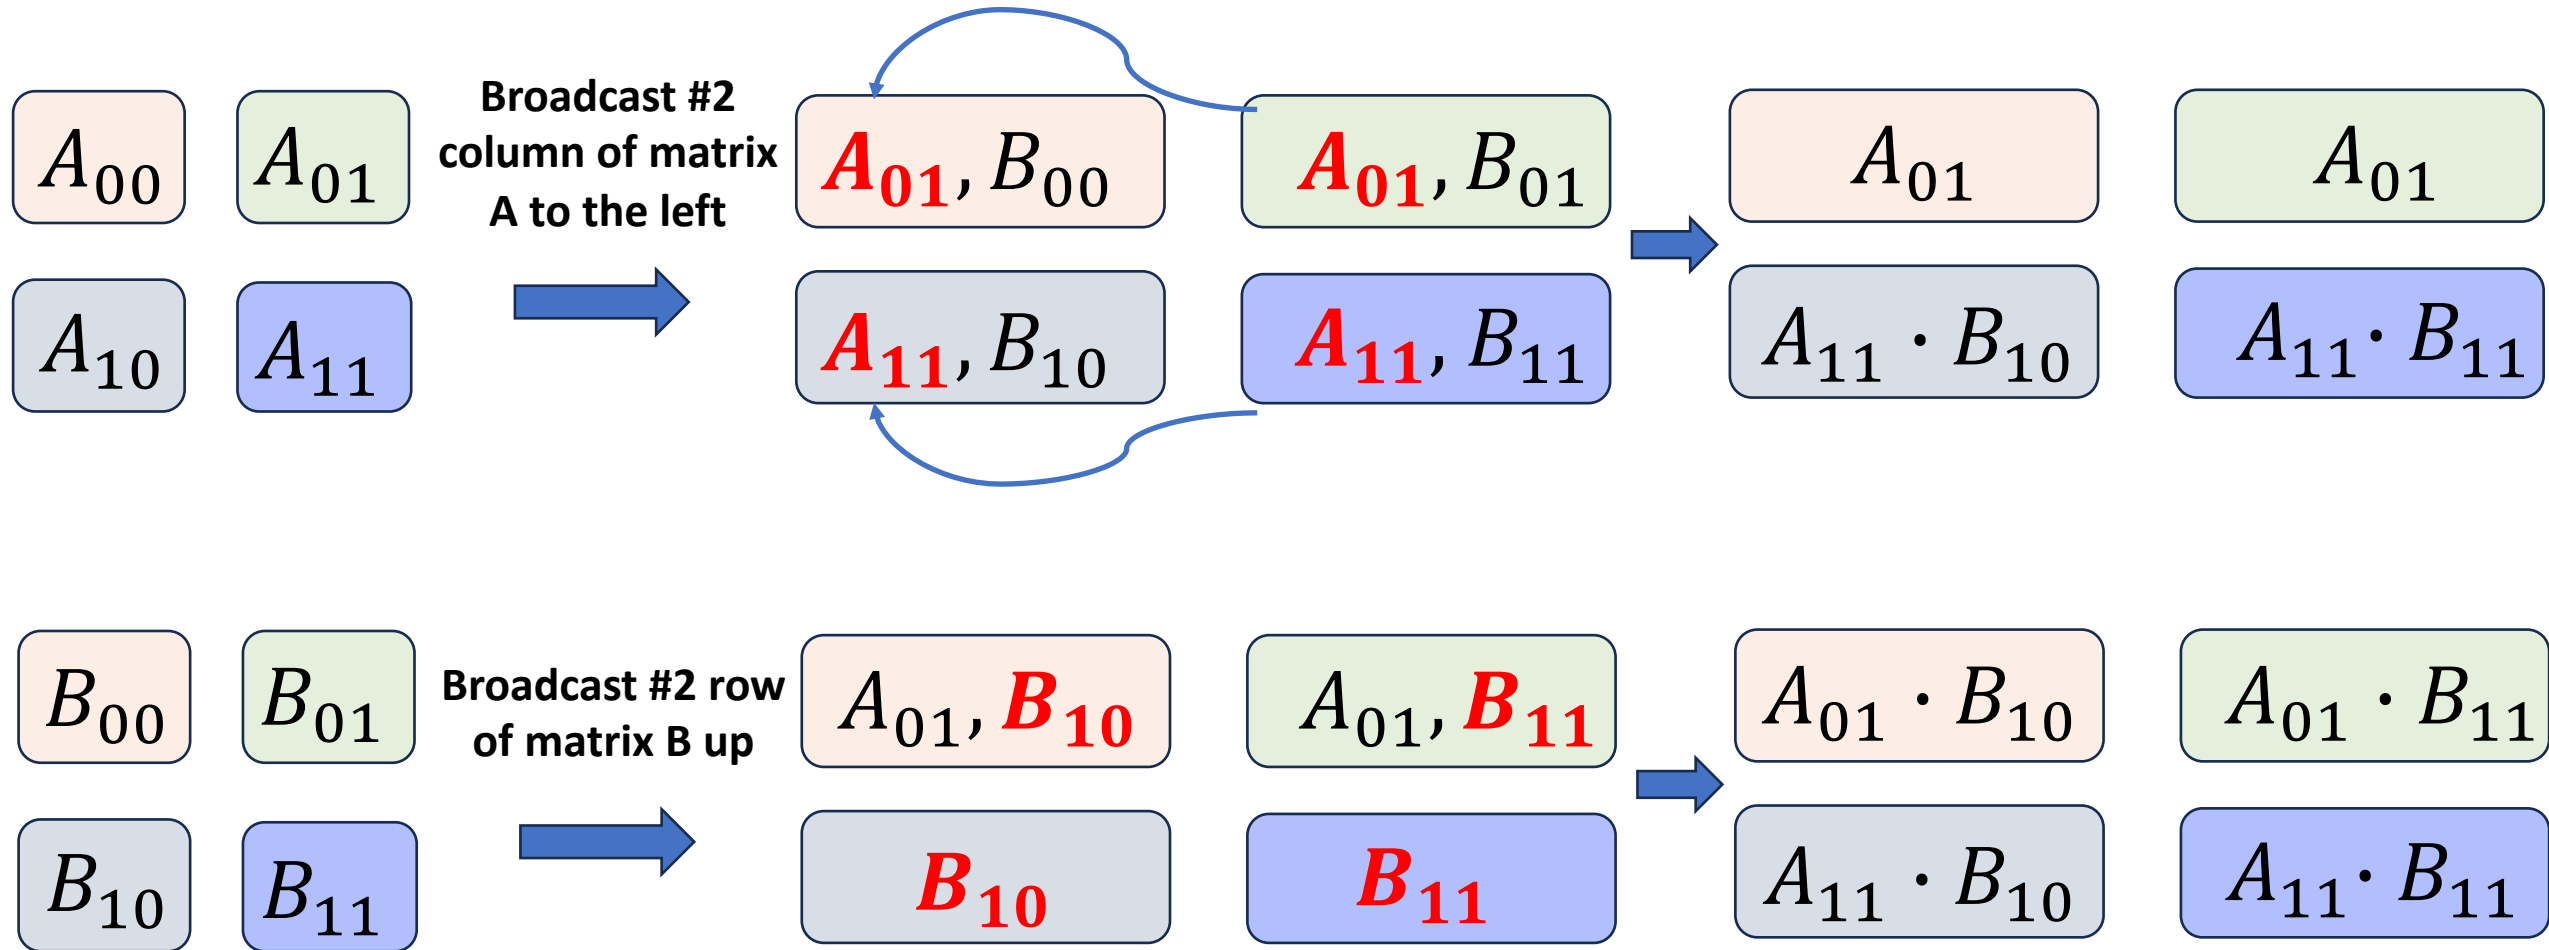 A₀₀ A₀₁
A₁₀ A₁₁
Broadcast #2
column of matrix
A to the left
A₀₁, B₀₀ A₀₁, B₀₁
A₁₁, B₁₀ A₁₁, B₁₁
A₀₁ A₀₁
A₁₁ · B₁₀ A₁₁ · B₁₁
B₀₀ B₀₁
B₁₀ B₁₁
Broadcast #2 row
of matrix B up
A₀₁, B₁₀ A₀₁, B₁₁
B₁₀ B₁₁
A₀₁ · B₁₀ A₀₁ · B₁₁
A₁₁ · B₁₀ A₁₁ · B₁₁